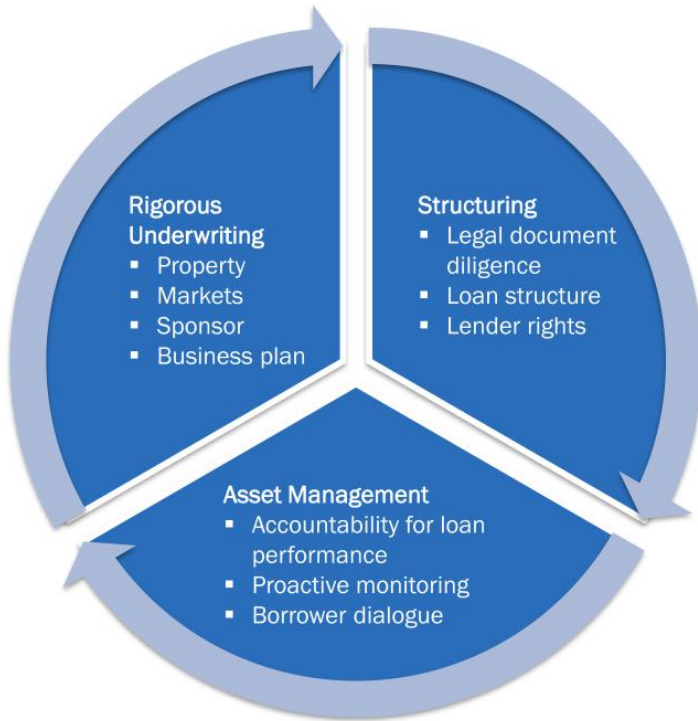 Rigorous
Underwriting
▪ Property
▪ Markets
▪ Sponsor
▪ Business plan
Structuring
▪ Legal document
diligence
▪ Loan structure
▪ Lender rights
Asset Management
▪ Accountability for loan
performance
▪ Proactive monitoring
▪ Borrower dialogue